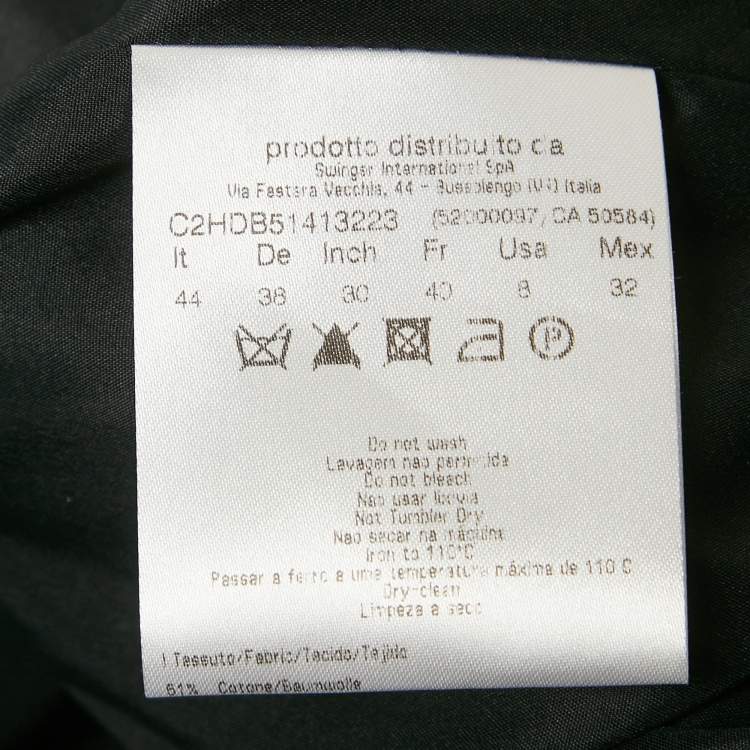 prodotto distribuito da
Swinger International SpA
Via Festara Vecchia, 44 - Bussolengo (VR) Italia
C2HDB51413223 (52000097/CA 50584)
It De Inch Fr Usa Mex
44 38 30 40 8 32
P
Do not wash
Lavagem nao permitida
Do not bleach
Nao usar lixivia
Not Tumbler Dry
Nao secar na máquina
Iron to 110°C
Passar a ferro a uma temperatura máxima de 110 C
Dry-clean
Limpeza a seco
1 Tessuto/Fabric/Tecido/Tejido
61% Cotone/Baumwolle